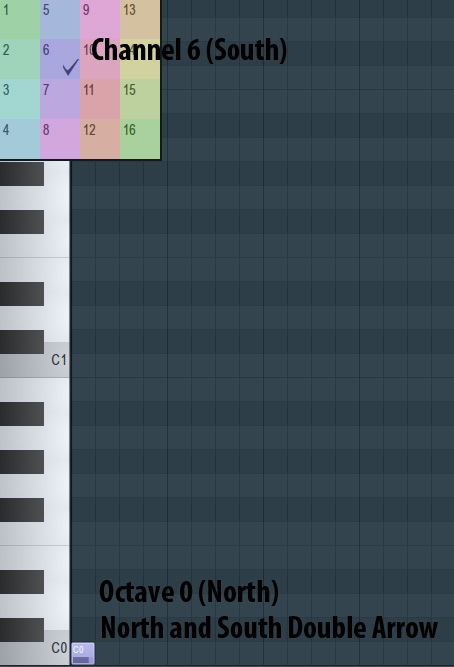 1 5 9 13
2 6 10 Channel 6 (South)
3 7 11 15
4 8 12 16
C1
Octave 0 (North)
North and South Double Arrow
C0 C0